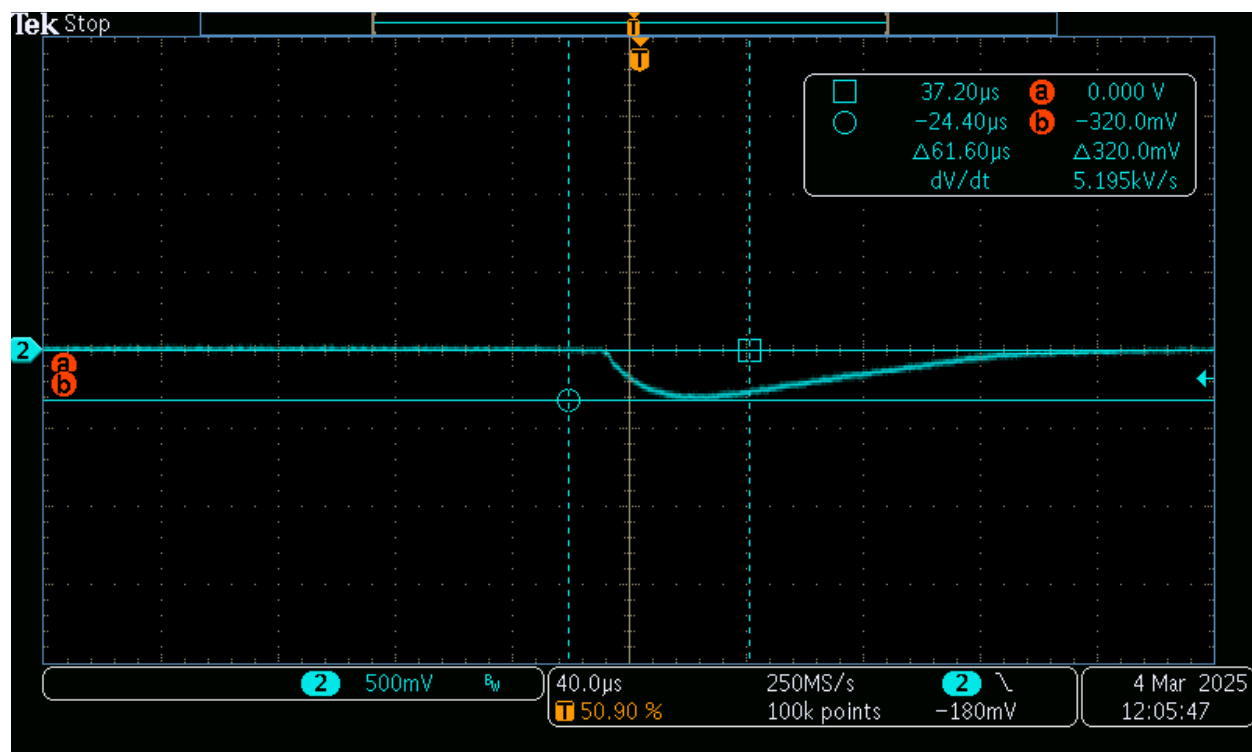 Tek Stop
T
T
37.20µs a 0.000 V
−24.40µs b −320.0mV
Δ61.60µs Δ320.0mV
dV/dt 5.195kV/s
2
a
b
2 500mV BW
40.0µs 250MS/s 2 4 Mar 2025
T 50.90 % 100k points −180mV 12:05:47